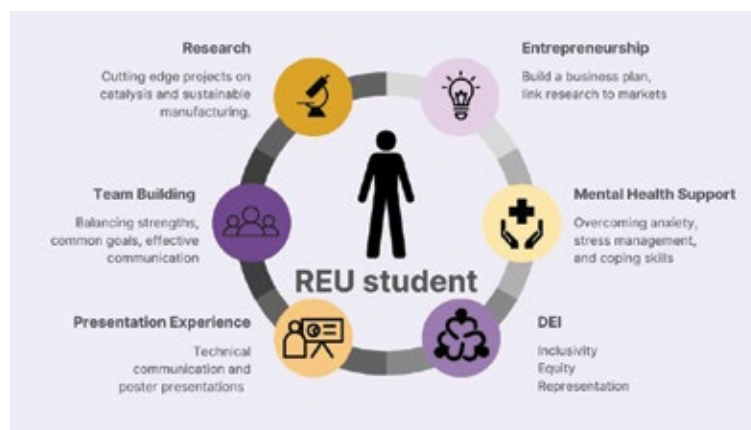 Research
Cutting edge projects on
catalysis and sustainable
manufacturing.
Entrepreneurship
Build a business plan,
link research to markets
Team Building
Balancing strengths,
common goals, effective
communication
Mental Health Support
Overcoming anxiety,
stress management,
and coping skills
REU student
Presentation Experience
Technical
communication and
poster presentations
DEI
Inclusivity
Equity
Representation